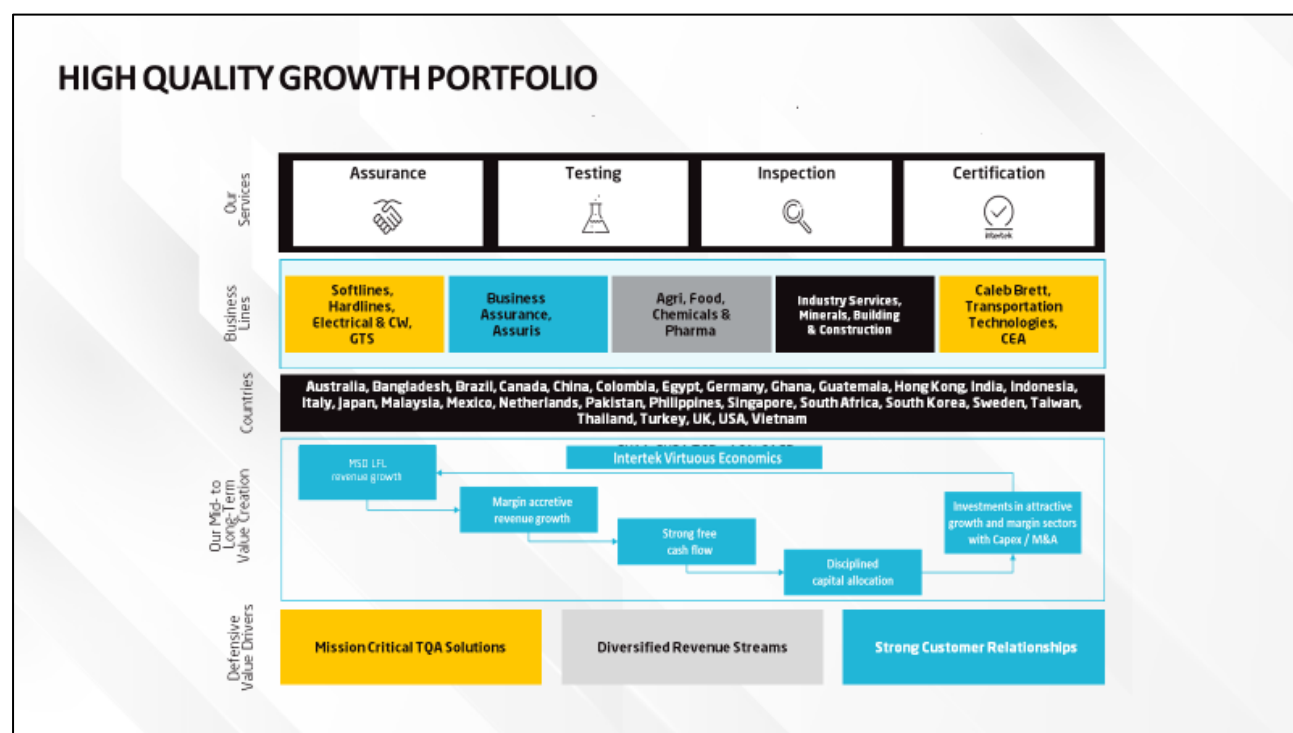 HIGH QUALITY GROWTH PORTFOLIO
Our
Services
Assurance
Testing
Inspection
Certification
intertek
Business
Lines
Softlines,
Hardlines,
Electrical & CW,
GTS
Business
Assurance,
Assuris
Agri, Food,
Chemicals &
Pharma
Industry Services,
Minerals, Building
& Construction
Caleb Brett,
Transportation
Technologies,
CEA
Countries
Australia, Bangladesh, Brazil, Canada, China, Colombia, Egypt, Germany, Ghana, Guatemala, Hong Kong, India, Indonesia,
Italy, Japan, Malaysia, Mexico, Netherlands, Pakistan, Philippines, Singapore, South Africa, South Korea, Sweden, Taiwan,
Thailand, Turkey, UK, USA, Vietnam
Our Mid- to
Long-Term
Value Creation
Intertek Virtuous Economics
MSD LFL
revenue growth
Margin accretive
revenue growth
Strong free
cash flow
Disciplined
capital allocation
Investments in attractive
growth and margin sectors
with Capex / M&A
Defensive
Value Drivers
Mission Critical TQA Solutions
Diversified Revenue Streams
Strong Customer Relationships